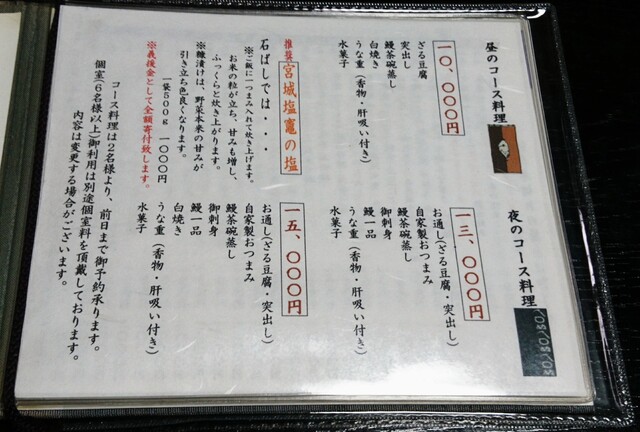 昼のコース料理
一〇、〇〇〇円
ざる豆腐
突出し
鰻茶碗蒸し
白焼き
うな重(香物・肝吸い付き)
水菓子
夜のコース料理
一三、〇〇〇円
お通し(ざる豆腐・突出し)
自家製おつまみ
鰻茶碗蒸し
御刺身
鰻一品
うな重(香物・肝吸い付き)
水菓子
一五、〇〇〇円
お通し(ざる豆腐・突出し)
自家製おつまみ
鰻茶碗蒸し
御刺身
鰻一品
白焼き
うな重(香物・肝吸い付き)
水菓子
推奨 宮城塩竈の塩
石ばしでは・・・
※ご飯に一つまみ入れて炊き上げます。
お米の粒が立ち、甘みも増し、
ふっくらと炊き上がります。
※糠漬けは、野菜本来の甘みが
引き立ち色良くなります。
一袋500g 一〇〇〇円
※義援金として全額寄付致します。
コース料理は2名様より、前日まで御予約承ります。
個室(6名様以上)御利用は別途個室料を頂戴しております。
内容は変更する場合がございます。